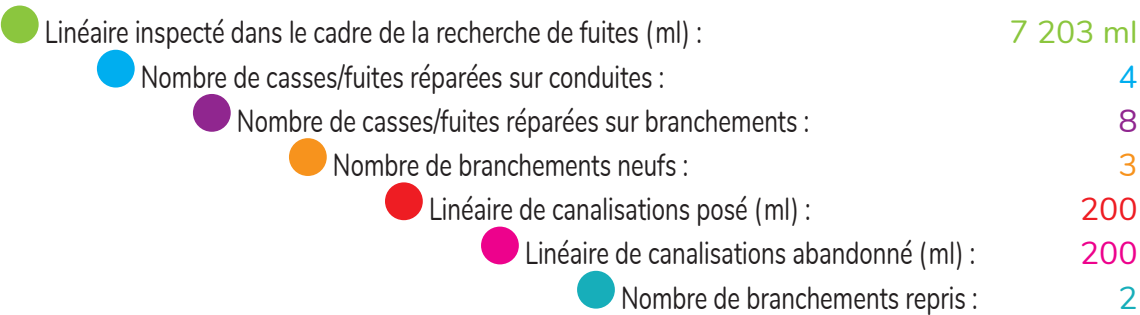 Linéaire inspecté dans le cadre de la recherche de fuites (ml) : 7 203 ml
Nombre de casses/fuites réparées sur conduites : 4
Nombre de casses/fuites réparées sur branchements : 8
Nombre de branchements neufs : 3
Linéaire de canalisations posé (ml) : 200
Linéaire de canalisations abandonné (ml) : 200
Nombre de branchements repris : 2